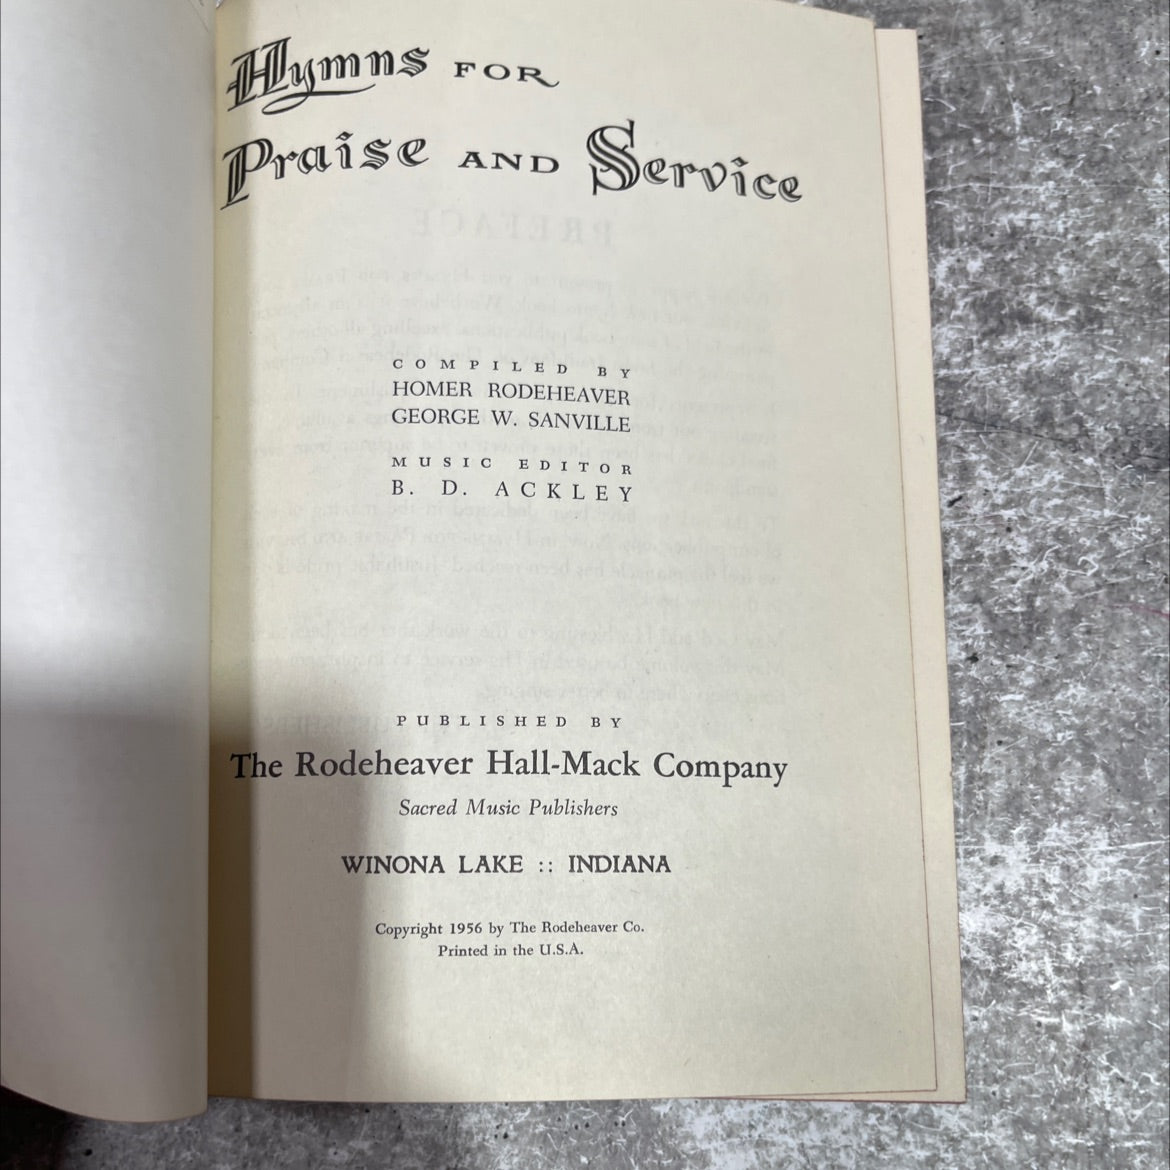 Hymns FOR
Praise AND Service
COMPILED BY
HOMER RODEHEAVER
GEORGE W. SANVILLE
MUSIC EDITOR
B. D. ACKLEY
PUBLISHED BY
The Rodeheaver Hall-Mack Company
Sacred Music Publishers
WINONA LAKE :: INDIANA
Copyright 1956 by The Rodeheaver Co.
Printed in the U.S.A.